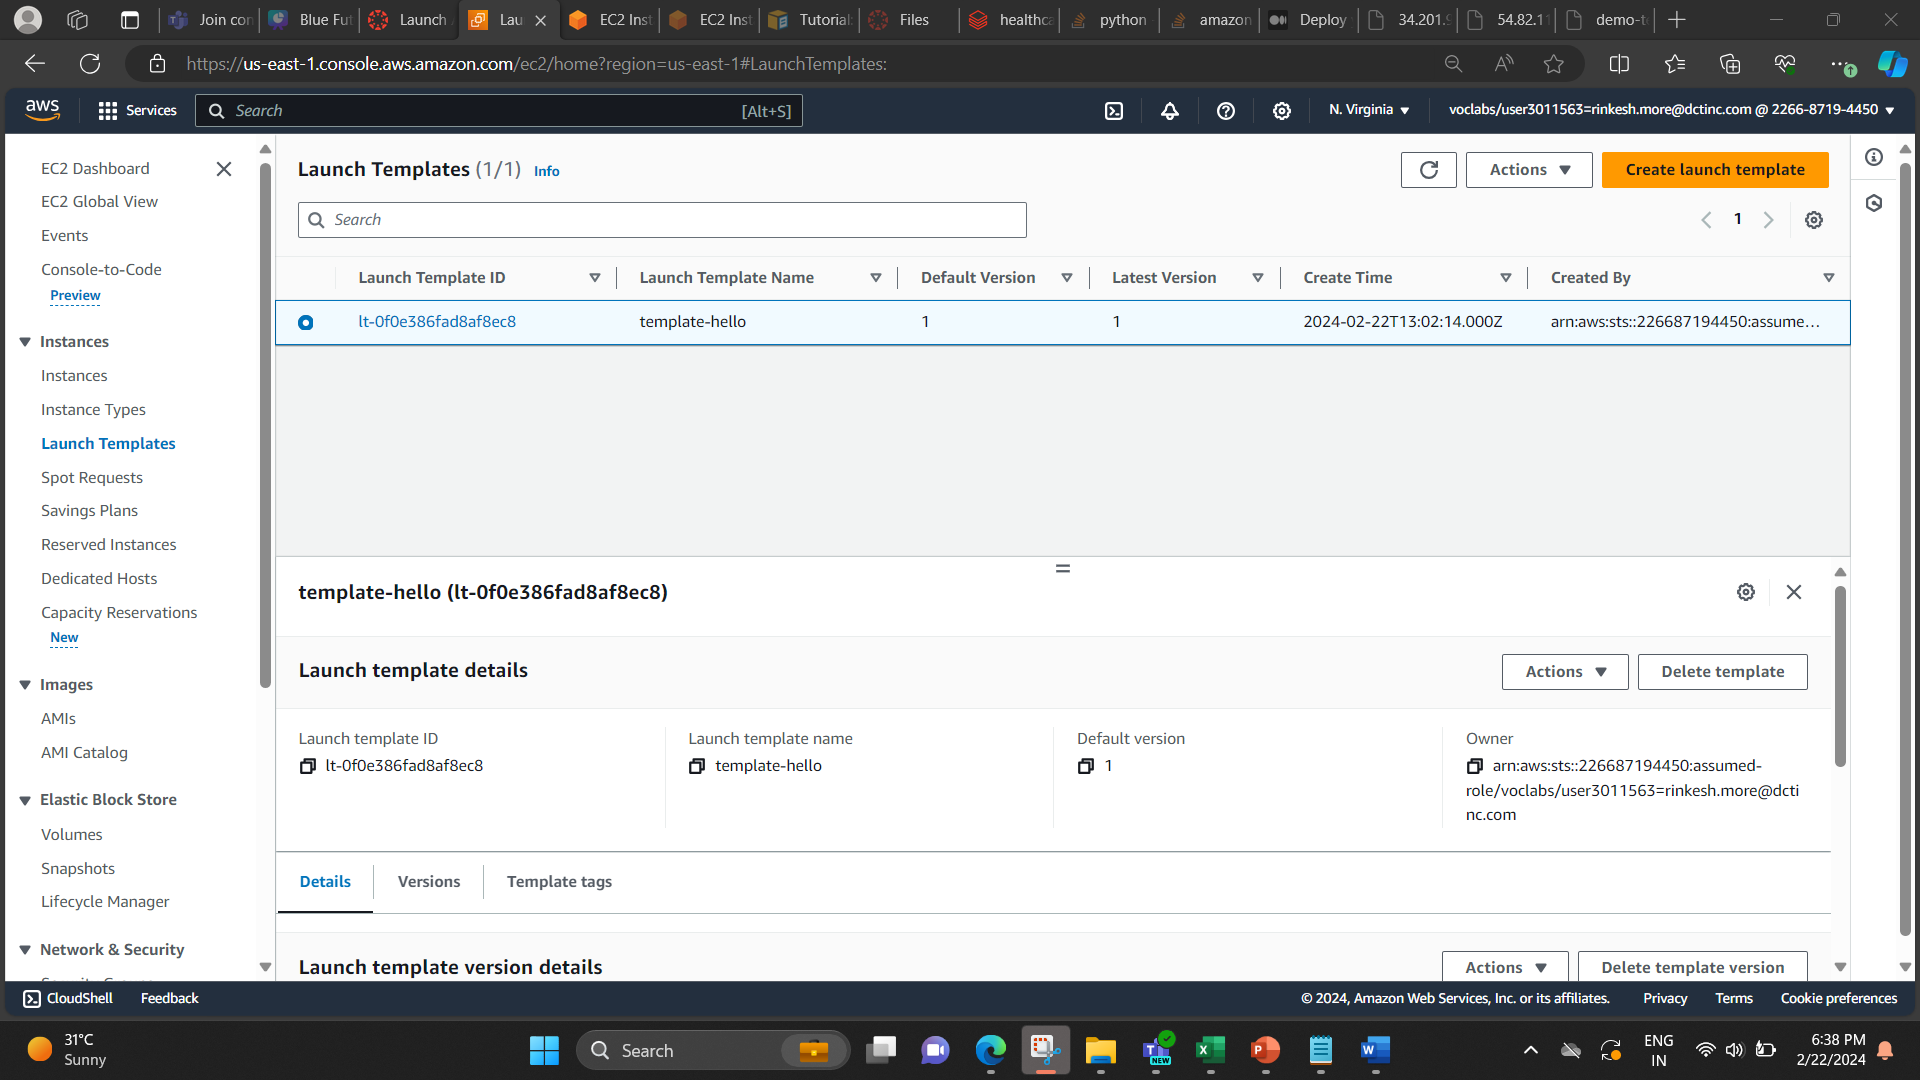 Join con
Blue Fut
Launch
Lau
EC2 Inst
EC2 Inst
Tutorial
Files
healthca
python
amazon
Deploy
34.201.9
54.82.11
demo-te
https://us-east-1.console.aws.amazon.com/ec2/home?region=us-east-1#LaunchTemplates:
aws
Services
Search
[Alt+S]
N. Virginia
voclabs/user3011563=rinkesh.more@dctinc.com @ 2266-8719-4450
EC2 Dashboard
EC2 Global View
Events
Console-to-Code
Preview
Instances
Instances
Instance Types
Launch Templates
Spot Requests
Savings Plans
Reserved Instances
Dedicated Hosts
Capacity Reservations
New
Images
AMIs
AMI Catalog
Elastic Block Store
Volumes
Snapshots
Lifecycle Manager
Network & Security
Launch Templates (1/1) Info
Actions
Create launch template
Search
1
Launch Template ID
Launch Template Name
Default Version
Latest Version
Create Time
Created By
lt-0f0e386fad8af8ec8
template-hello
1
1
2024-02-22T13:02:14.000Z
arn:aws:sts::226687194450:assume...
template-hello (lt-0f0e386fad8af8ec8)
Launch template details
Actions
Delete template
Launch template ID
lt-0f0e386fad8af8ec8
Launch template name
template-hello
Default version
1
Owner
arn:aws:sts::226687194450:assumed-
role/voclabs/user3011563=rinkesh.more@dcti
nc.com
Details
Versions
Template tags
Launch template version details
Actions
Delete template version
CloudShell
Feedback
© 2024, Amazon Web Services, Inc. or its affiliates.
Privacy
Terms
Cookie preferences
31°C
Sunny
Search
NEW
ENG
IN
6:38 PM
2/22/2024